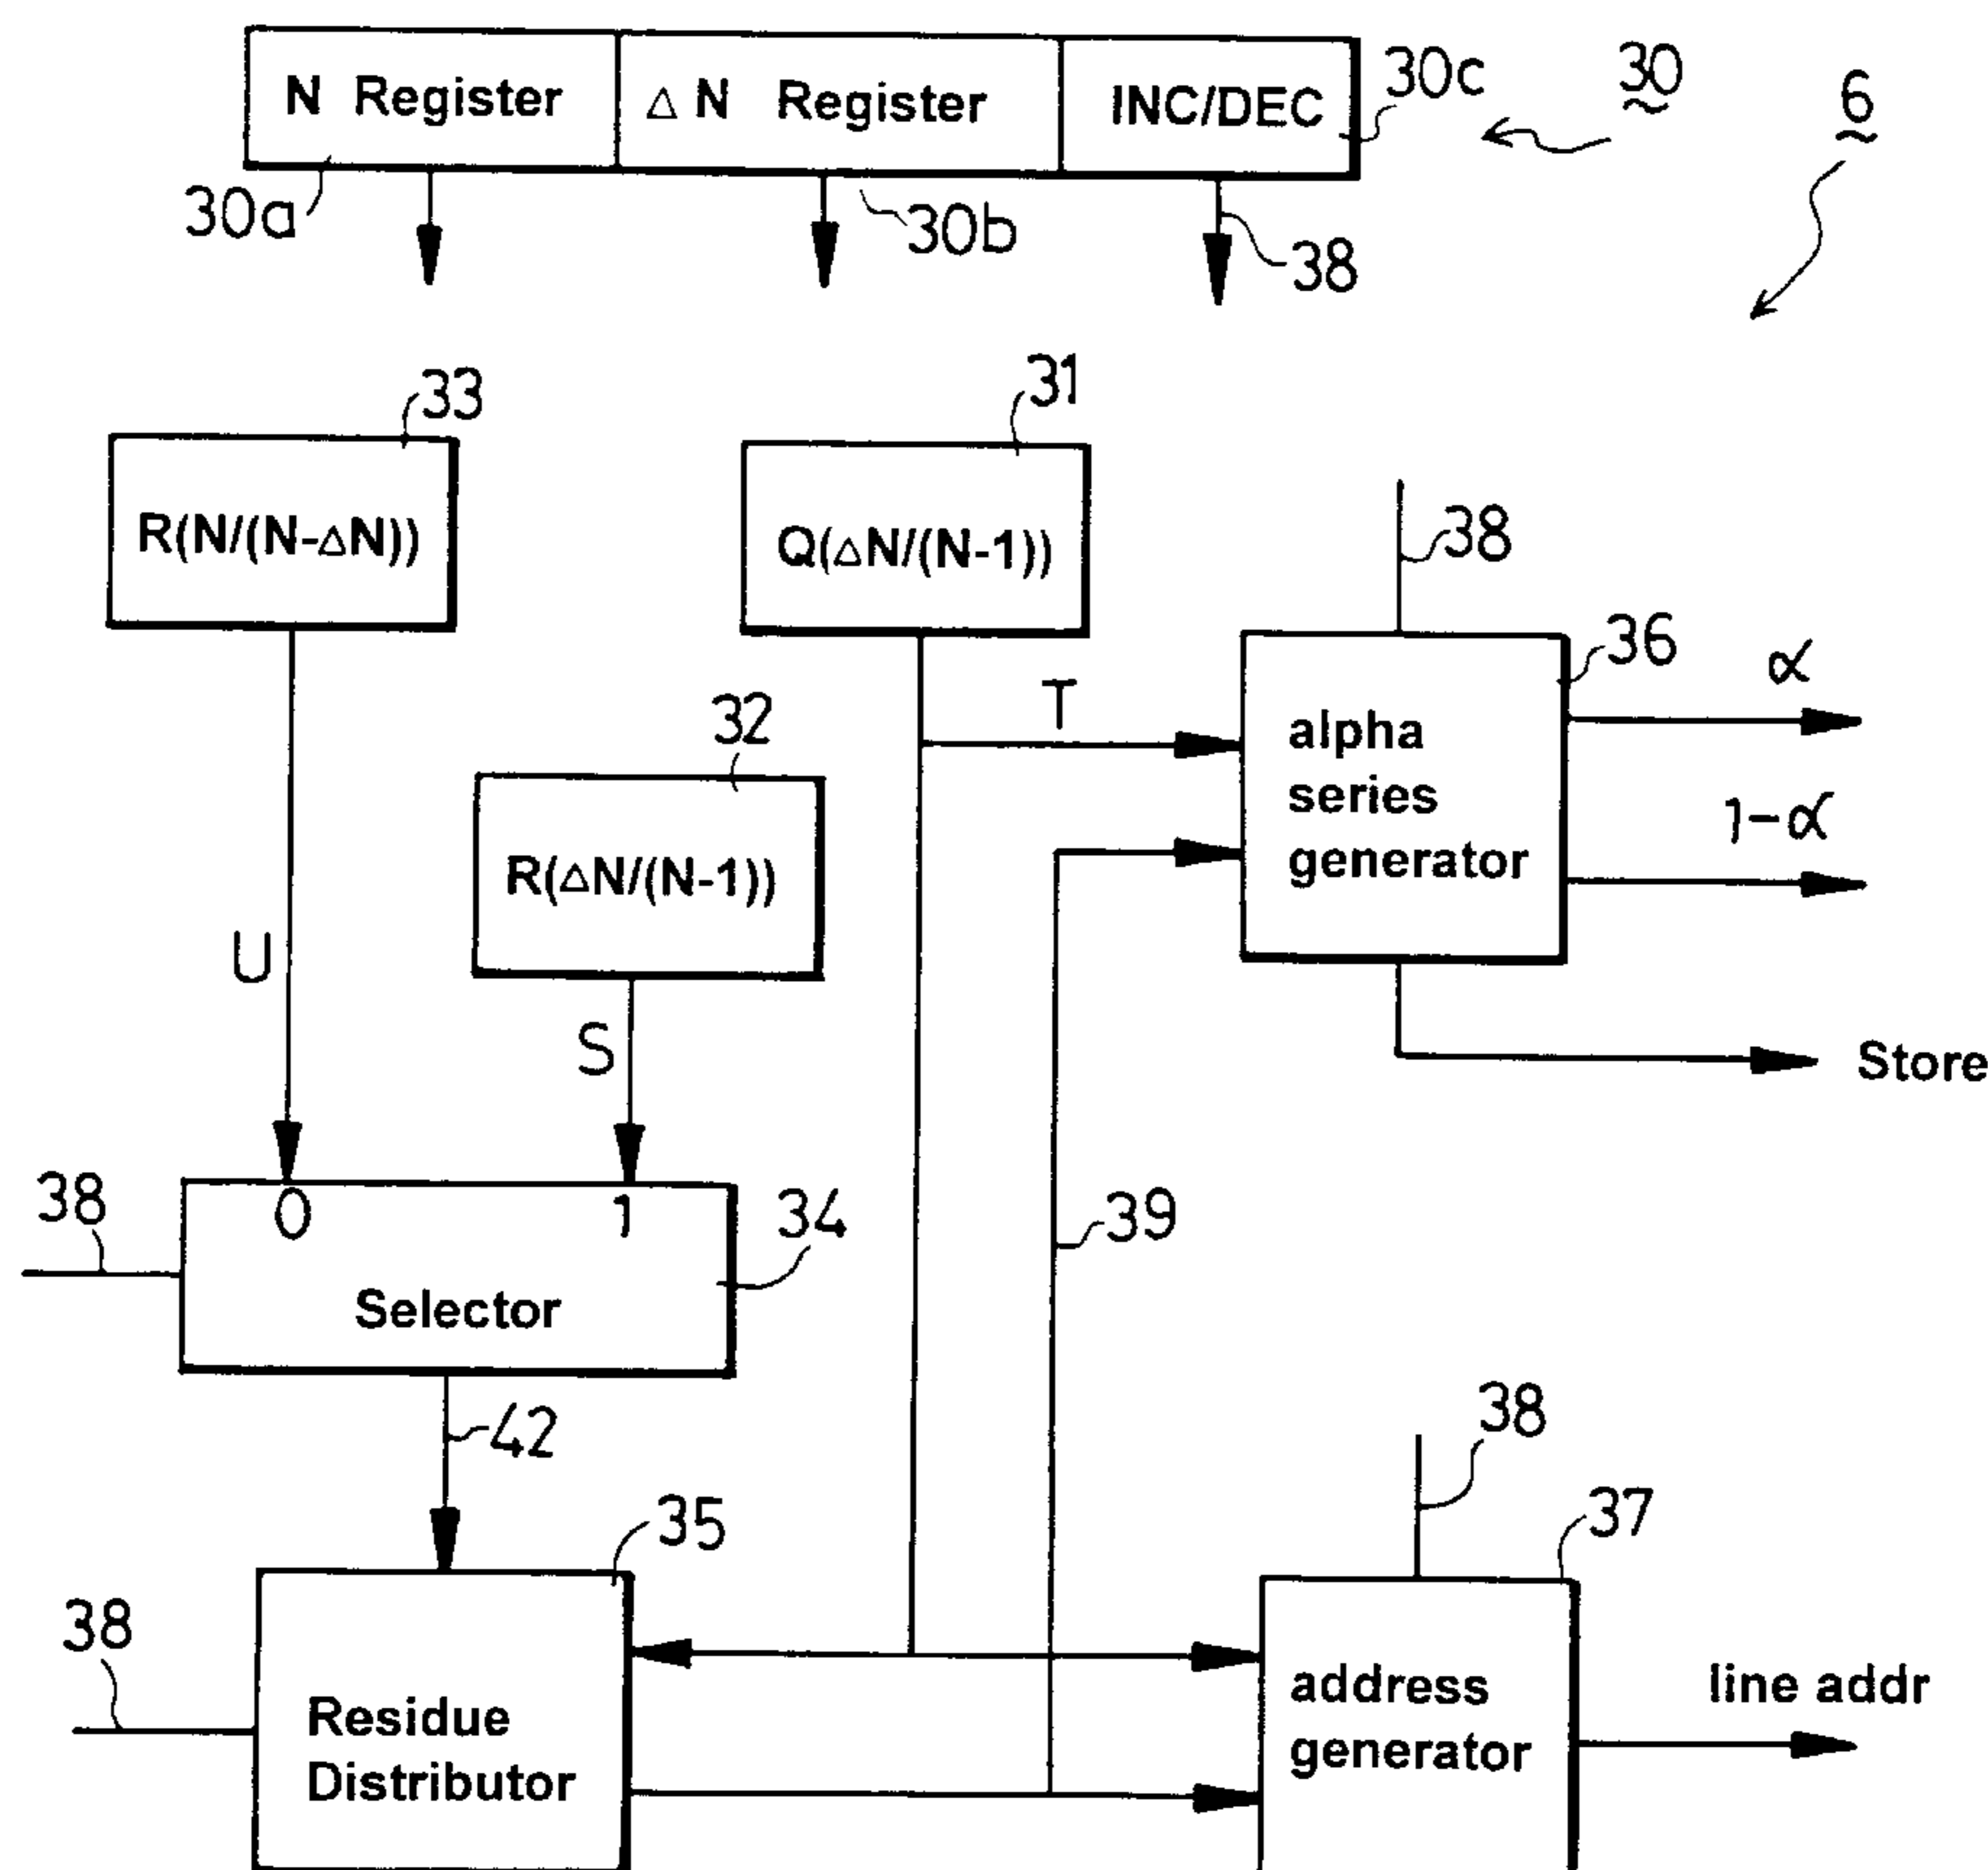 N Register
△ N Register
INC/DEC
30c
30
6
30a
30b
38
33
31
R(N/(N-△N))
Q(△N/(N-1))
38
36
32
T
α
alpha
series
generator
R(△N/(N-1))
1-α
U
S
Store
38
0
1
34
39
Selector
42
38
35
37
38
Residue
Distributor
address
generator
line addr